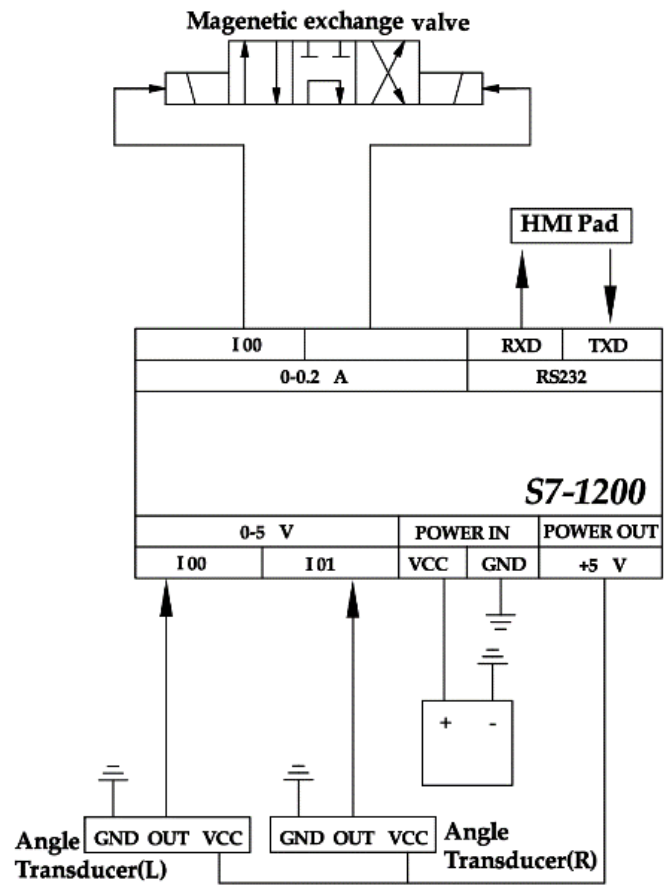 Magenetic exchange valve
HMI Pad
I 00 RXD TXD
0-0.2 A RS232
S7-1200
0-5 V POWER IN POWER OUT
I 00 I 01 VCC GND +5 V
+ -
GND OUT VCC GND OUT VCC
Angle
Transducer(L)
Angle
Transducer(R)